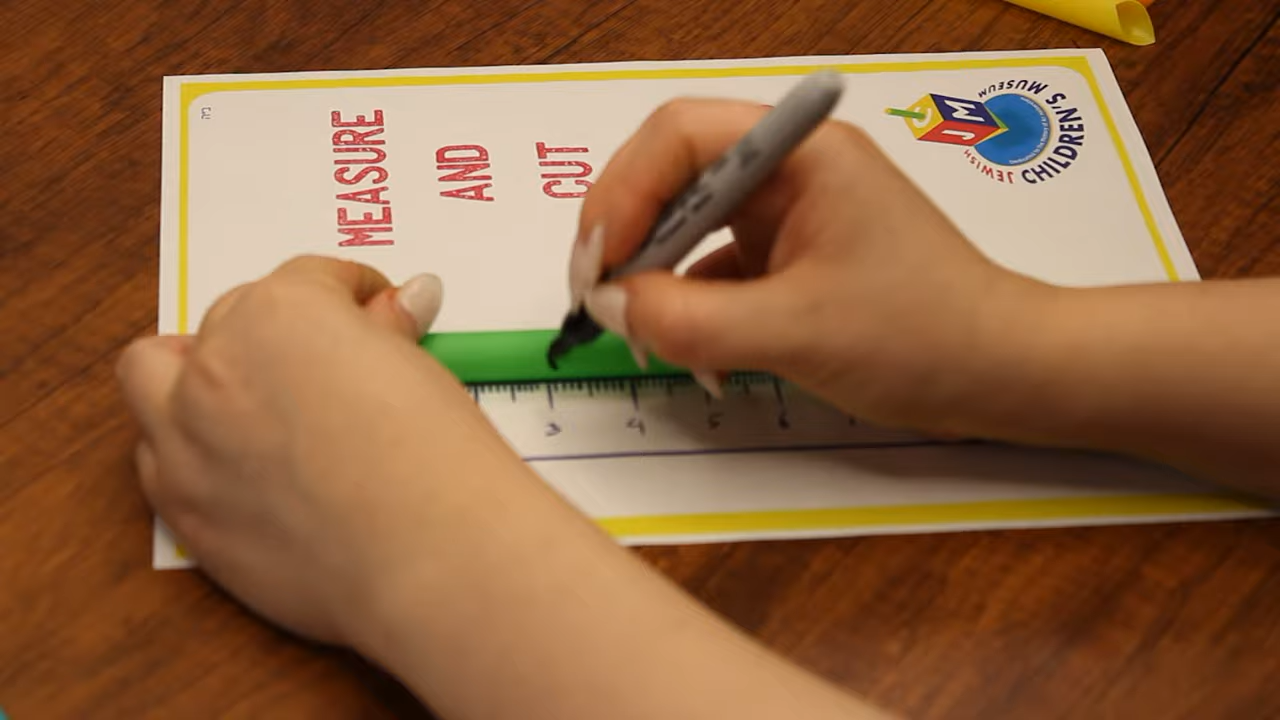 MEASURE
AND
CUT
JCM
JEWISH
CHILDREN'S
MUSEUM
3 4 5 6